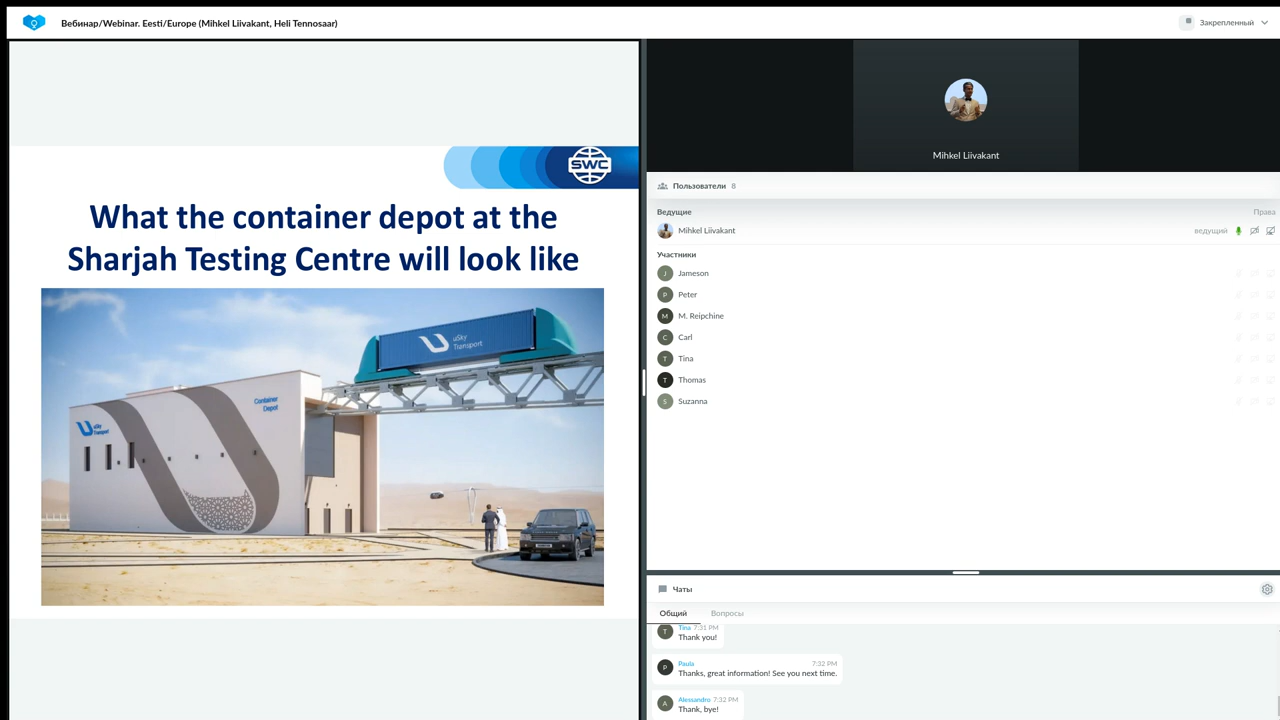 Вебинар/Webinar. Eesti/Europe (Mihkel Liivakant, Heli Tennosaar)
Закрепленный
SWC
What the container depot at the
Sharjah Testing Centre will look like
uSky
Transport
Container
Depot
uSky
Transport
Mihkel Liivakant
Пользователи 8
Ведущие Права
Mihkel Liivakant ведущий
Участники
J Jameson
P Peter
M M. Reipchine
C Carl
T Tina
T Thomas
S Suzanna
Чаты
Общий Вопросы
T Tina 7:31 PM
Thank you!
P Paula 7:32 PM
Thanks, great information! See you next time.
A Alessandro 7:32 PM
Thank, bye!